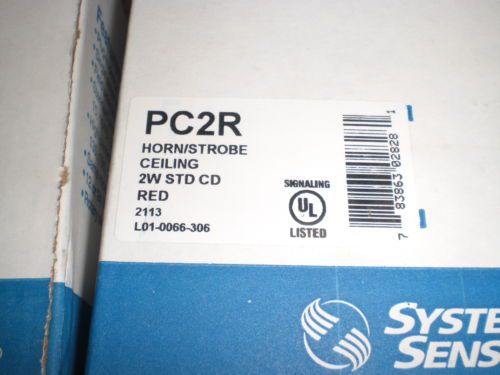 PC2R
HORN/STROBE
CEILING
2W STD CD
RED
2113
L01-0066-306
SIGNALING
UL
LISTED
7 83863 02828 1
SYSTE
SENS